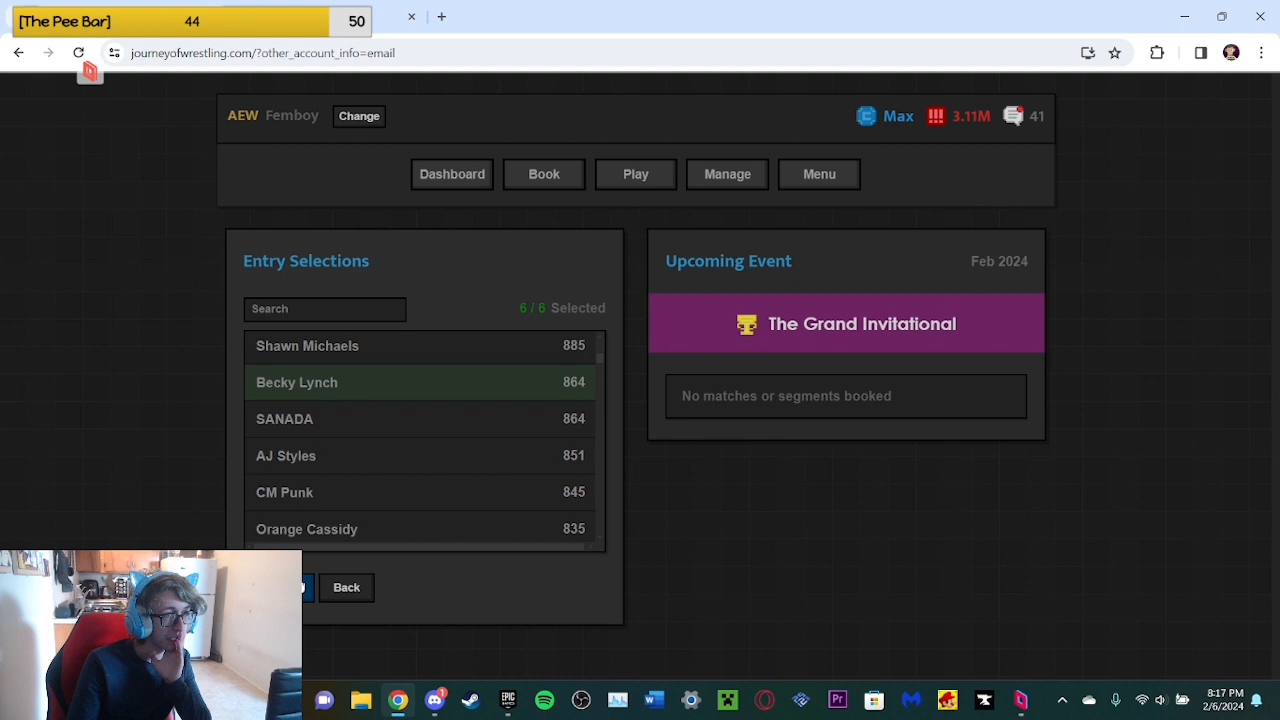 [The Pee Bar] 44 50
journeyofwrestling.com/?other_account_info=email
AEW Femboy Change Max 3.11M 41
Dashboard Book Play Manage Menu
Entry Selections
Search 6 / 6 Selected
Shawn Michaels 885
Becky Lynch 864
SANADA 864
AJ Styles 851
CM Punk 845
Orange Cassidy 835
Back
Upcoming Event Feb 2024
The Grand Invitational
No matches or segments booked
1
EPIC
W
Pr
8:17 PM
2/6/2024